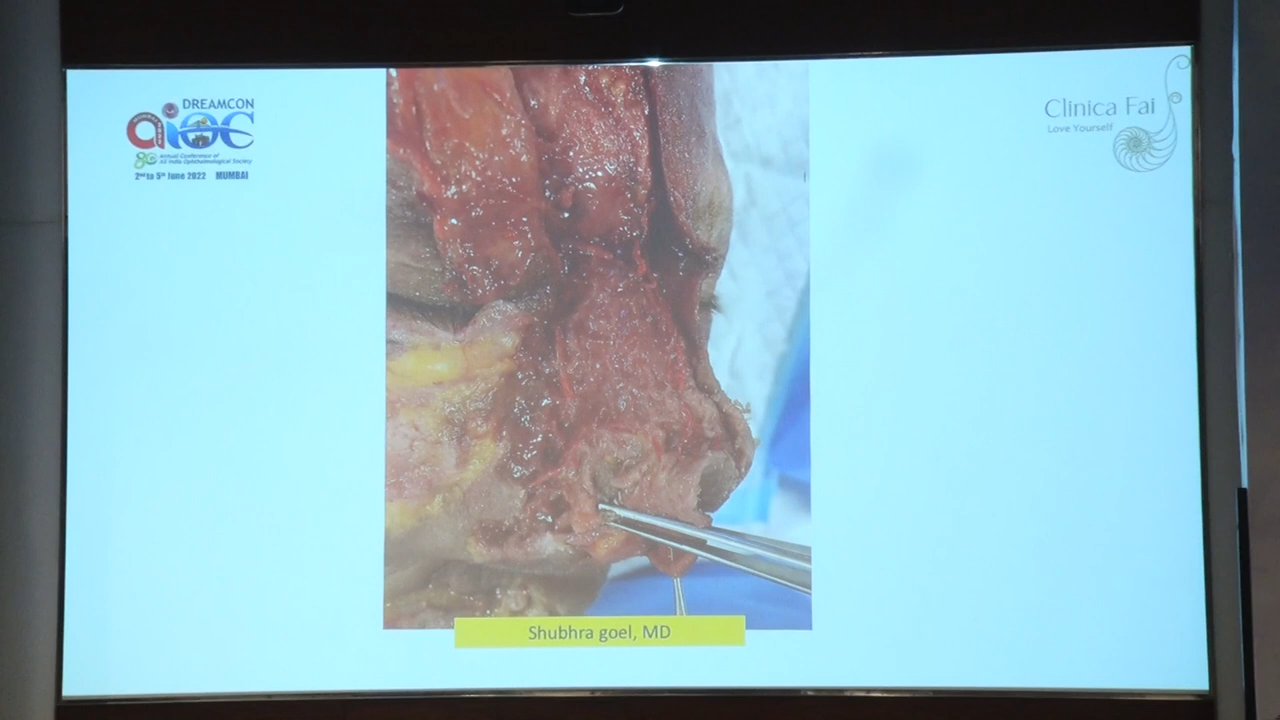 DREAMCON
aiOC
80 Annual Conference of
All India Ophthalmological Society
2nd to 5th June 2022 MUMBAI
Clinica Fai
Love Yourself
Shubhra goel, MD